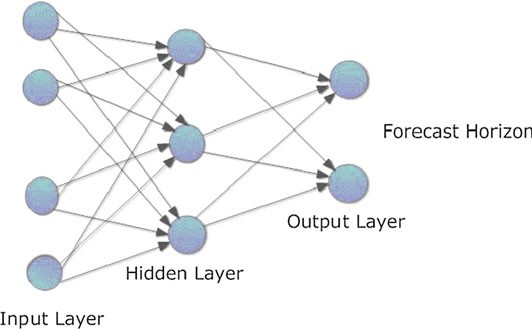 Forecast Horizon
Output Layer
Hidden Layer
Input Layer